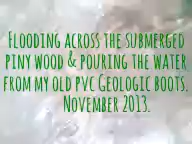 Flooding across the submerged
piny wood & pouring the water
from my old pvc Geologic boots.
November 2013.